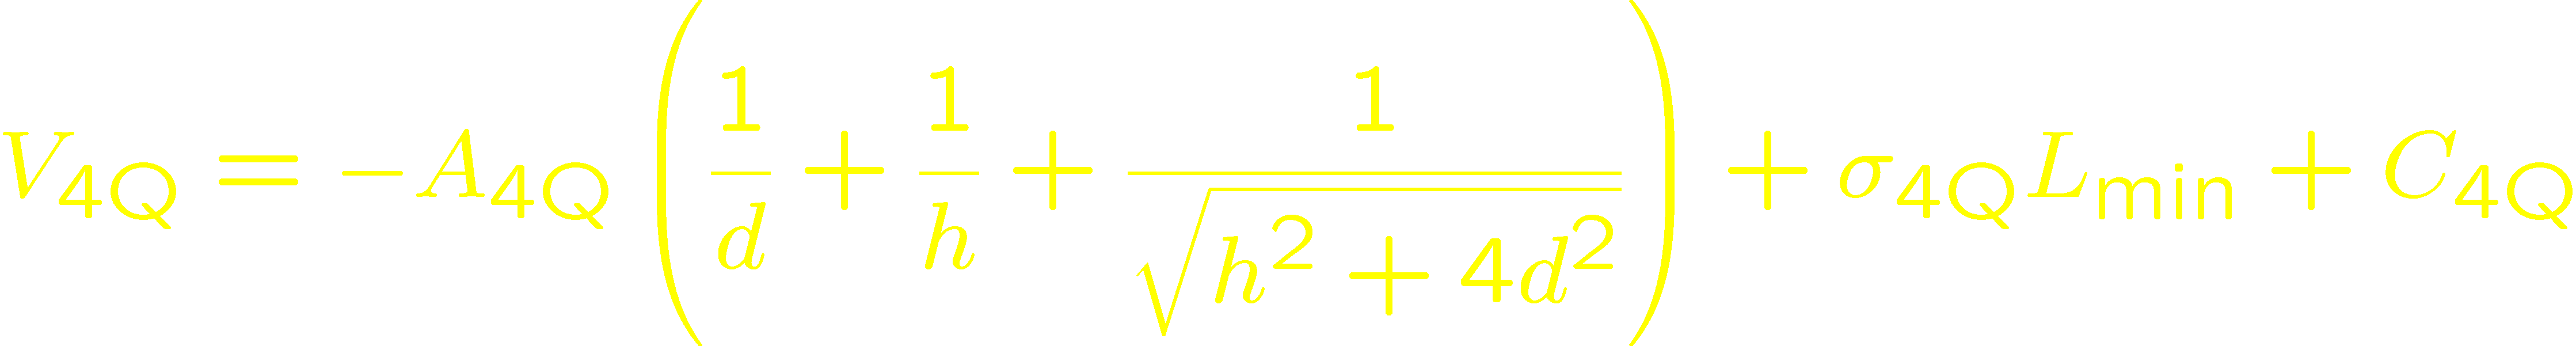 $V_{4Q} = -A_{4Q} \left( \frac{1}{d} + \frac{1}{h} + \frac{1}{\sqrt{h^2 + 4d^2}} \right) + \sigma_{4Q} L_{\min} + C_{4Q}$